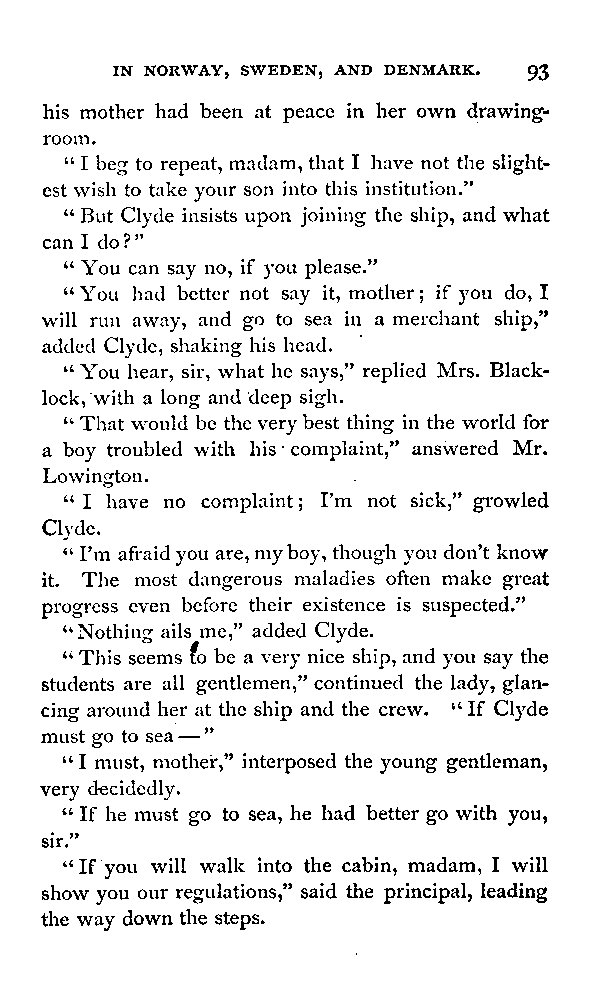 IN NORWAY, SWEDEN, AND DENMARK. 93
his mother had been at peace in her own drawing-
room.
“I beg to repeat, madam, that I have not the slight-
est wish to take your son into this institution.”
“But Clyde insists upon joining the ship, and what
can I do?”
“You can say no, if you please.”
“You had better not say it, mother; if you do, I
will run away, and go to sea in a merchant ship,”
added Clyde, shaking his head.
“You hear, sir, what he says,” replied Mrs. Black-
lock, with a long and deep sigh.
“That would be the very best thing in the world for
a boy troubled with his complaint,” answered Mr.
Lowington.
“I have no complaint; I’m not sick,” growled
Clyde.
“I’m afraid you are, my boy, though you don’t know
it. The most dangerous maladies often make great
progress even before their existence is suspected.”
“Nothing ails me,” added Clyde.
“This seems to be a very nice ship, and you say the
students are all gentlemen,” continued the lady, glan-
cing around her at the ship and the crew. “If Clyde
must go to sea—”
“I must, mother,” interposed the young gentleman,
very decidedly.
“If he must go to sea, he had better go with you,
sir.”
“If you will walk into the cabin, madam, I will
show you our regulations,” said the principal, leading
the way down the steps.